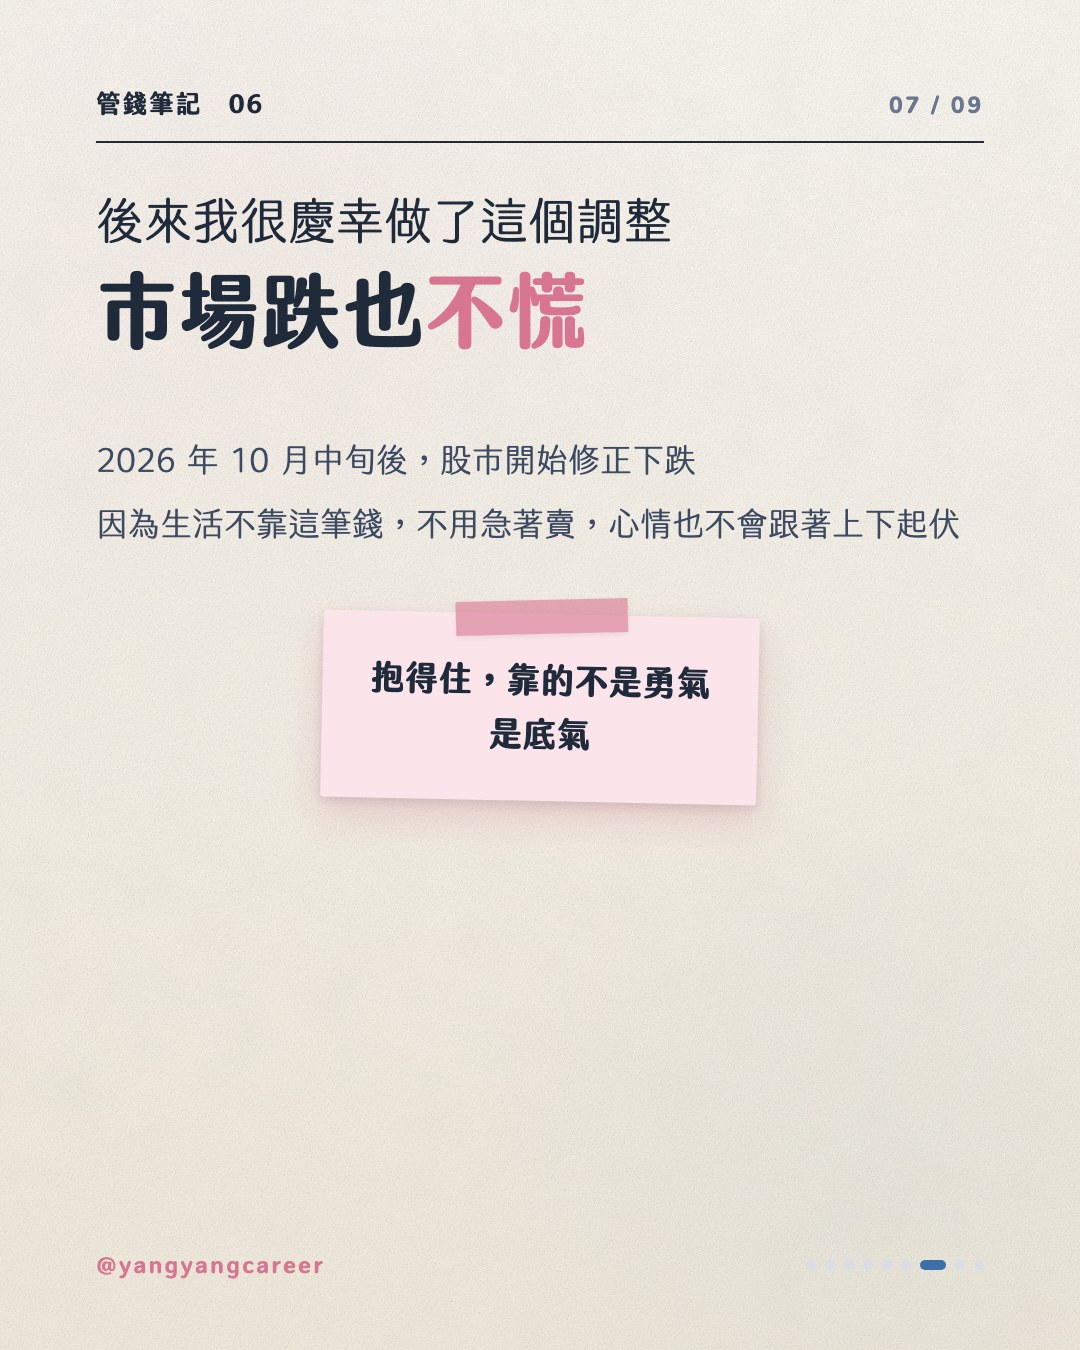 管錢筆記 06
07 / 09
後來我很慶幸做了這個調整
市場跌也不慌
2026 年 10 月中旬後，股市開始修正下跌
因為生活不靠這筆錢，不用急著賣，心情也不會跟著上下起伏
抱得住，靠的不是勇氣
是底氣
@yangyangcareer